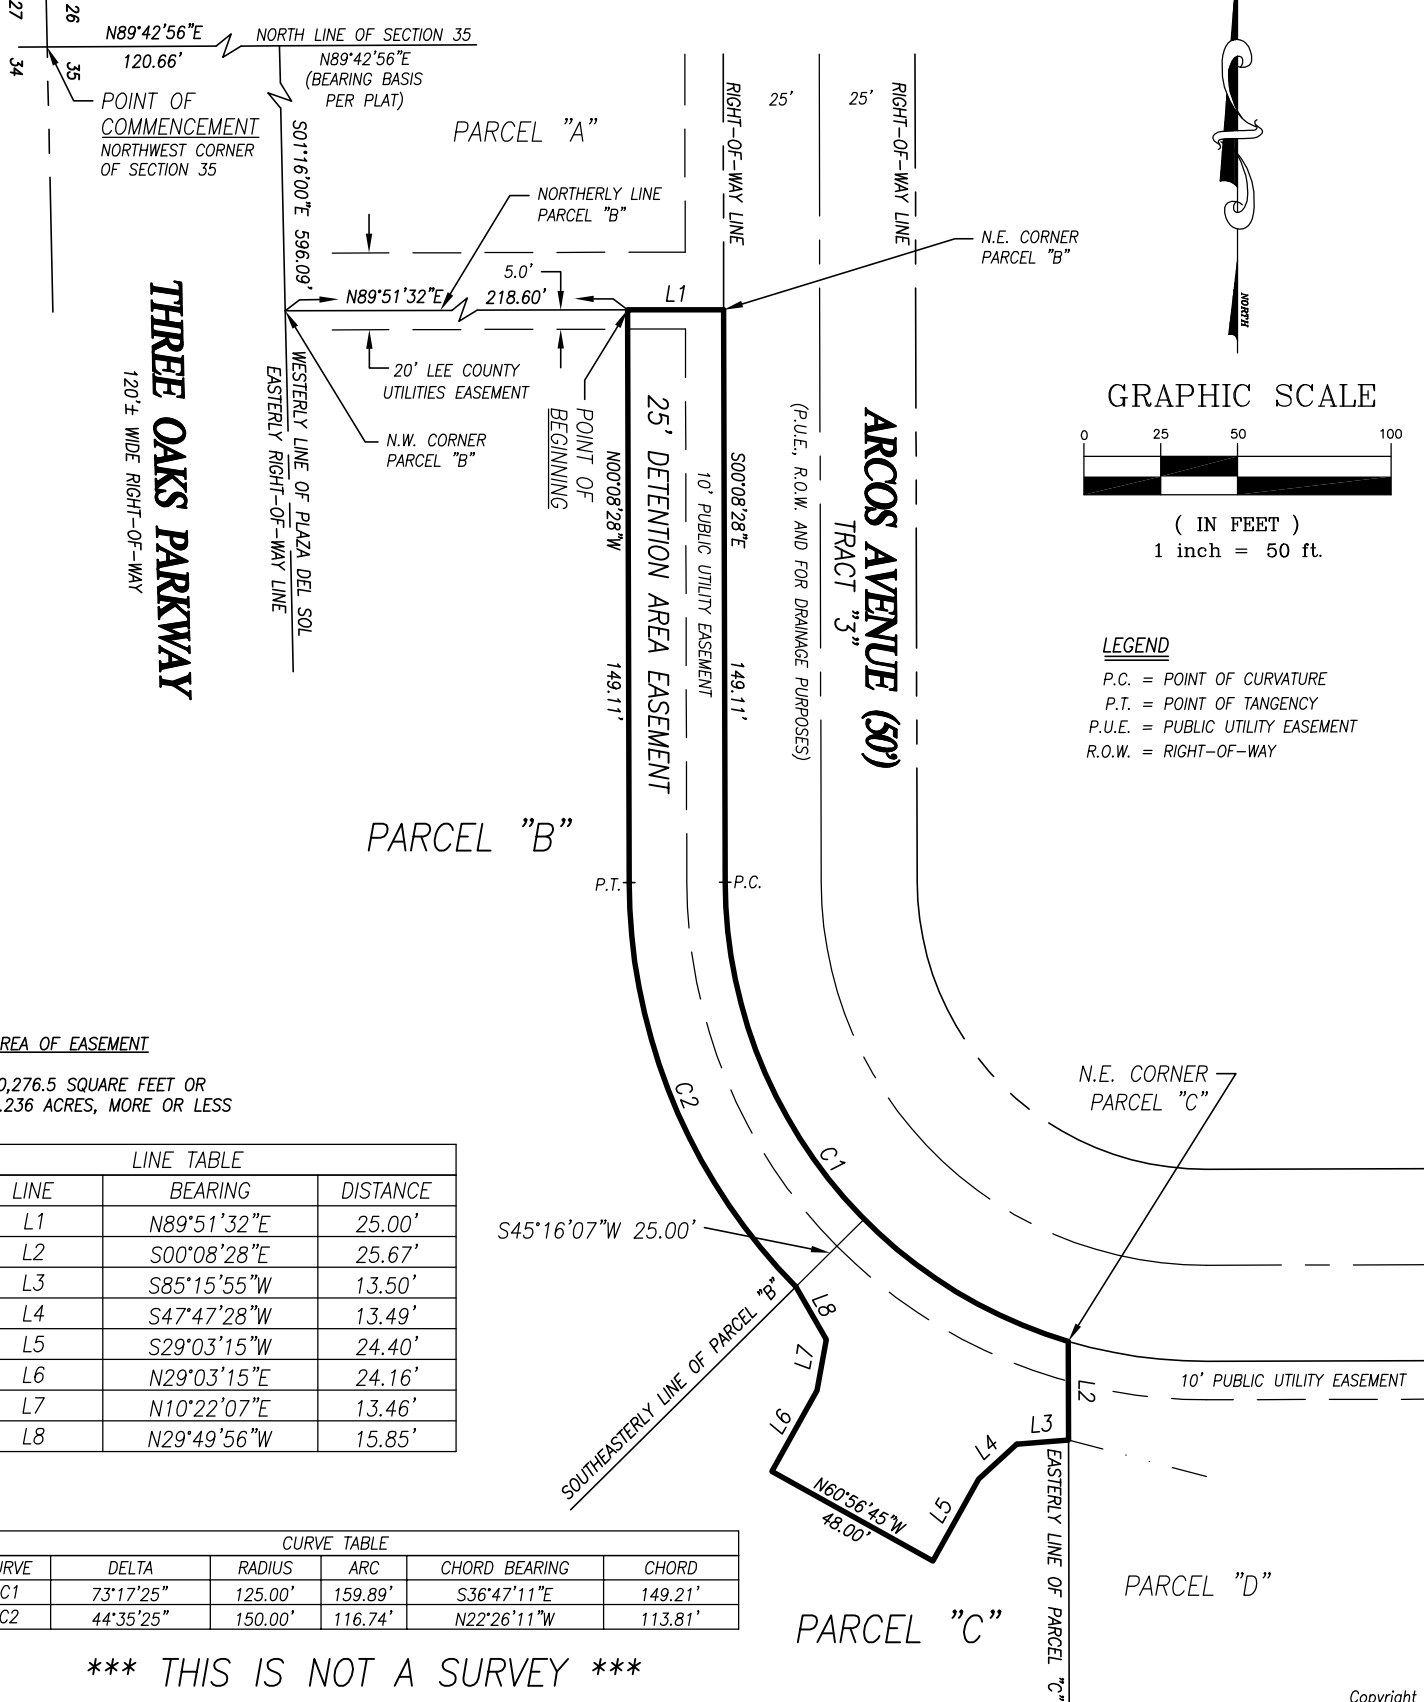 27
26
34
35
N89°42'56"E
120.66'
NORTH LINE OF SECTION 35
N89°42'56"E
(BEARING BASIS
PER PLAT)
POINT OF
COMMENCEMENT
NORTHWEST CORNER
OF SECTION 35
S01°16'00"E 596.09'
PARCEL "A"
NORTHERLY LINE
PARCEL "B"
RIGHT-OF-WAY LINE
25'
25'
RIGHT-OF-WAY LINE
N.E. CORNER
PARCEL "B"
NORTH
5.0'
N89°51'32"E
218.60'
L1
20' LEE COUNTY
UTILITIES EASEMENT
N.W. CORNER
PARCEL "B"
POINT OF
BEGINNING
THREE OAKS PARKWAY
120'± WIDE RIGHT-OF-WAY
WESTERLY LINE OF PLAZA DEL SOL
EASTERLY RIGHT-OF-WAY LINE
N00°08'28"W
149.11'
25' DETENTION AREA EASEMENT
10' PUBLIC UTILITY EASEMENT
S00°08'28"E
149.11'
ARCOS AVENUE (50')
TRACT "3"
(P.U.E., R.O.W. AND FOR DRAINAGE PURPOSES)
GRAPHIC SCALE
0 25 50 100
( IN FEET )
1 inch = 50 ft.
LEGEND
P.C. = POINT OF CURVATURE
P.T. = POINT OF TANGENCY
P.U.E. = PUBLIC UTILITY EASEMENT
R.O.W. = RIGHT-OF-WAY
PARCEL "B"
P.T.
P.C.
C2
C1
N.E. CORNER
PARCEL "C"
S45°16'07"W 25.00'
SOUTHEASTERLY LINE OF PARCEL "B"
L8
L7
L6
N60°56'45"W
48.00'
L5
L4
L3
L2
10' PUBLIC UTILITY EASEMENT
EASTERLY LINE OF PARCEL "C"
PARCEL "C"
PARCEL "D"
REA OF EASEMENT
0,276.5 SQUARE FEET OR
.236 ACRES, MORE OR LESS
LINE TABLE
LINE BEARING DISTANCE
L1 N89°51'32"E 25.00'
L2 S00°08'28"E 25.67'
L3 S85°15'55"W 13.50'
L4 S47°47'28"W 13.49'
L5 S29°03'15"W 24.40'
L6 N29°03'15"E 24.16'
L7 N10°22'07"E 13.46'
L8 N29°49'56"W 15.85'
CURVE TABLE
URVE DELTA RADIUS ARC CHORD BEARING CHORD
C1 73°17'25" 125.00' 159.89' S36°47'11"E 149.21'
C2 44°35'25" 150.00' 116.74' N22°26'11"W 113.81'
*** THIS IS NOT A SURVEY ***
Copyright